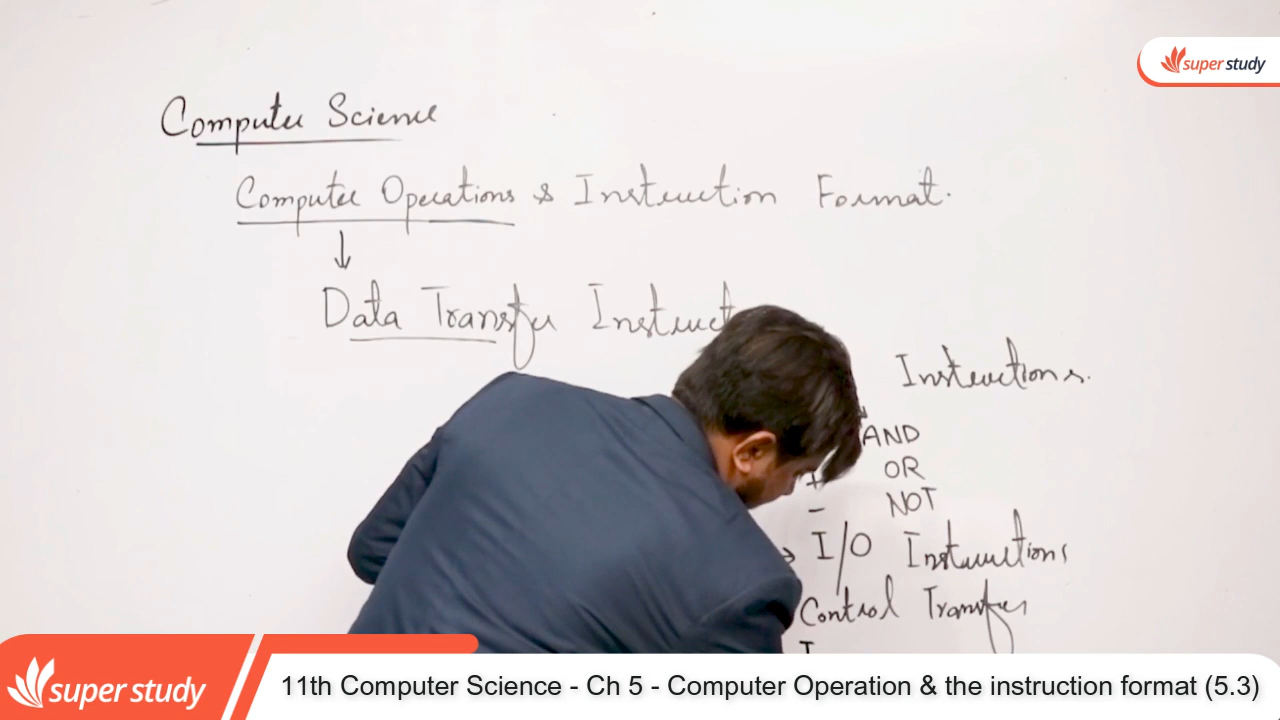 super study
Computer Science
Computer Operations & Instruction Format.
Data Transfer
Instructions.
AND
+ OR
- NOT
→ I/O Instructions
Control Transfer
super study
11th Computer Science - Ch 5 - Computer Operation & the instruction format (5.3)